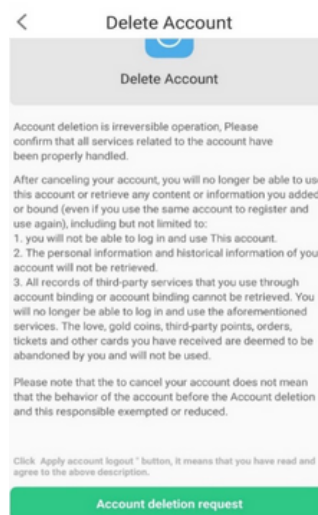 Delete Account
Delete Account
Account deletion is irreversible operation, Please
confirm that all services related to the account have
been properly handled.
After canceling your account, you will no longer be able to use
this account or retrieve any content or information you added
or bound (even if you use the same account to register and
use again), including but not limited to:
1. you will not be able to log in and use This account.
2. The personal information and historical information of you
account will not be retrieved.
3. All records of third-party services that you use through
account binding or account binding cannot be retrieved. You
will no longer be able to log in and use the aforementioned
services. The love, gold coins, third-party points, orders,
tickets and other cards you have received are deemed to be
abandoned by you and will not be used.
Please note that the to cancel your account does not mean
that the behavior of the account before the Account deletion
and this responsible exempted or reduced.
Click Apply account logout " button, it means that you have read and
agree to the above description.
Account deletion request